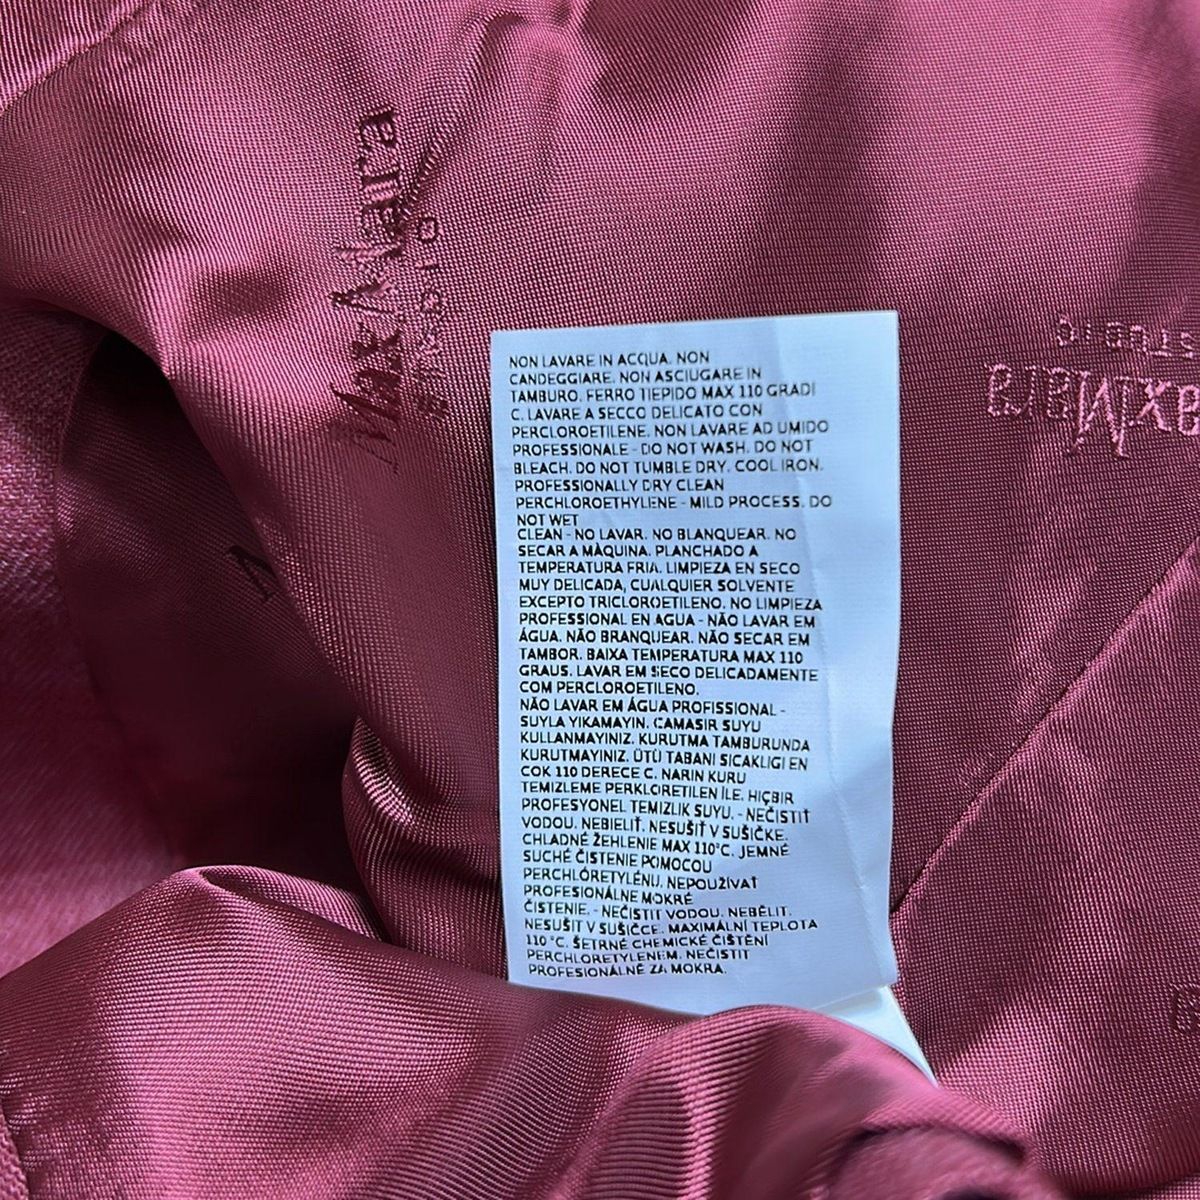 Max Mara
STUDIO
STUDIO
axMara
NON LAVARE IN ACQUA. NON
CANDEGGIARE. NON ASCIUGARE IN
TAMBURO. FERRO TIEPIDO MAX 110 GRADI
C. LAVARE A SECCO DELICATO CON
PERCLOROETILENE. NON LAVARE AD UMIDO
PROFESSIONALE - DO NOT WASH. DO NOT
BLEACH. DO NOT TUMBLE DRY. COOL IRON.
PROFESSIONALLY DRY CLEAN
PERCHLOROETHYLENE - MILD PROCESS. DO
NOT WET
CLEAN - NO LAVAR. NO BLANQUEAR. NO
SECAR A MÀQUINA. PLANCHADO A
TEMPERATURA FRIA. LIMPIEZA EN SECO
MUY DELICADA, CUALQUIER SOLVENTE
EXCEPTO TRICLOROETILENO. NO LIMPIEZA
PROFESSIONAL EN AGUA - NÃO LAVAR EM
ÁGUA. NÃO BRANQUEAR. NÃO SECAR EM
TAMBOR. BAIXA TEMPERATURA MAX 110
GRAUS. LAVAR EM SECO DELICADAMENTE
COM PERCLOROETILENO.
NÃO LAVAR EM ÁGUA PROFISSIONAL -
SUYLA YIKAMAYIN. CAMASIR SUYU
KULLANMAYINIZ. KURUTMA TAMBURUNDA
KURUTMAYINIZ. ÜTÜ TABANI SICAKLIGI EN
COK 110 DERECE C. NARIN KURU
TEMIZLEME PERKLORETILEN İLE. HIÇBIR
PROFESYONEL TEMIZLIK SUYU. - NEČISTIŤ
VODOU. NEBIELIŤ. NESUŠIŤ V SUŠIČKE.
CHLADNÉ ŽEHLENIE MAX 110°C. JEMNÉ
SUCHÉ ČISTENIE POMOCOU
PERCHLÓRETYLÉNU. NEPOUŽÍVAŤ
PROFESIONÁLNE MOKRÉ
ČISTENIE. - NEČISTIT VODOU. NEBĚLIT.
NESUŠIT V SUŠIČCE. MAXIMÁLNÍ TEPLOTA
110 °C. ŠETRNÉ CHEMICKÉ ČIŠTĚNÍ
PERCHLORETYLENEM. NEČISTIT
PROFESIONÁLNĚ ZA MOKRA.